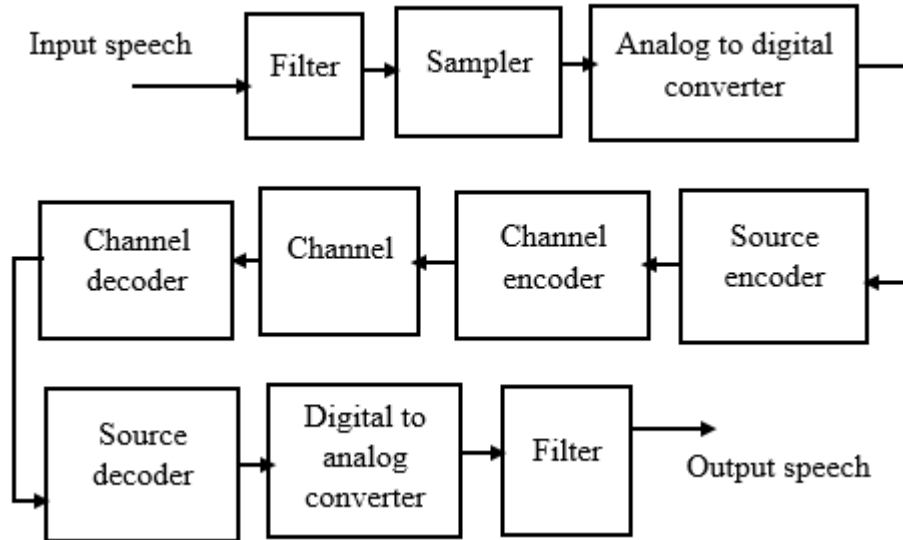 Input speech
Filter
Sampler
Analog to digital
converter
Source
encoder
Channel
encoder
Channel
Channel
decoder
Source
decoder
Digital to
analog
converter
Filter
Output speech